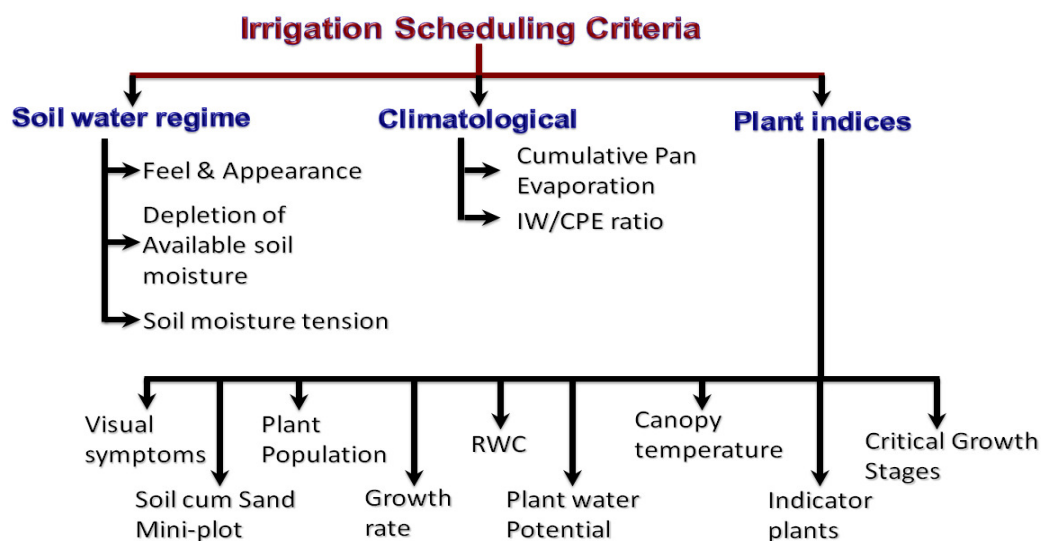 Irrigation Scheduling Criteria
Soil water regime
Climatological
Plant indices
Feel & Appearance
Depletion of
Available soil
moisture
Soil moisture tension
Cumulative Pan
Evaporation
IW/CPE ratio
Visual
symptoms
Soil cum Sand
Mini-plot
Plant
Population
Growth
rate
RWC
Plant water
Potential
Canopy
temperature
Indicator
plants
Critical Growth
Stages